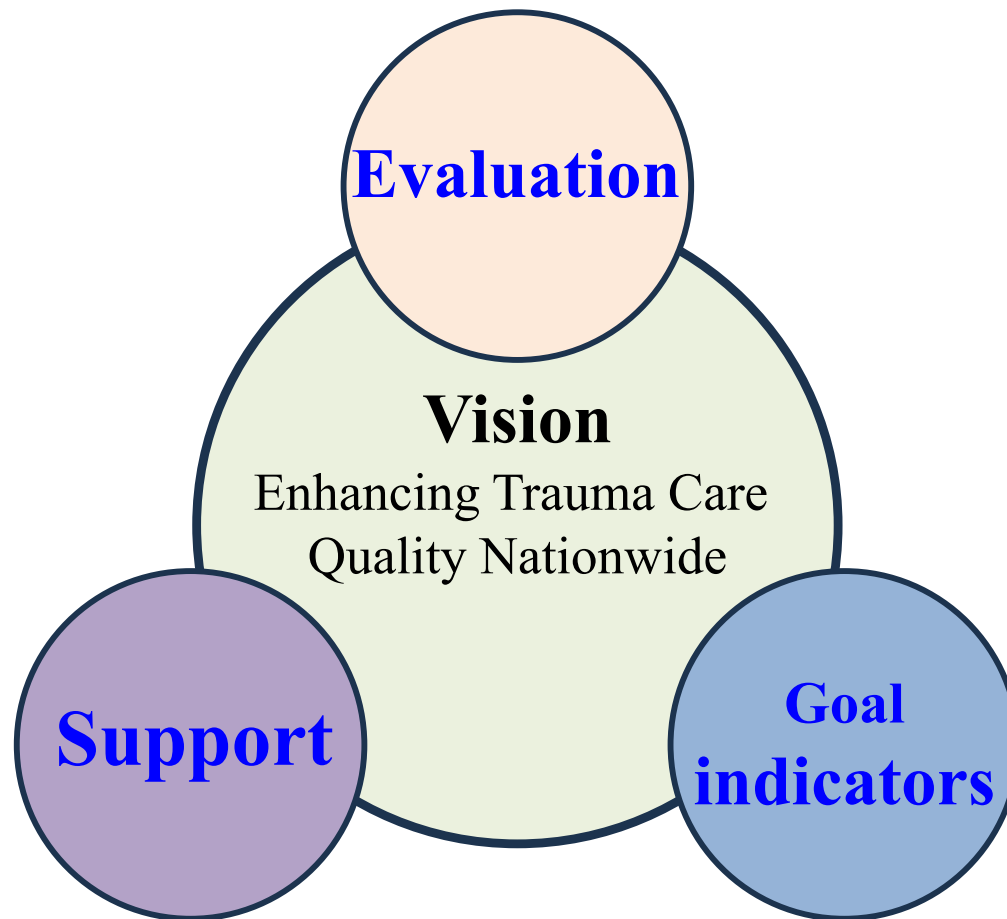 Evaluation
Vision
Enhancing Trauma Care
Quality Nationwide
Support
Goal
indicators